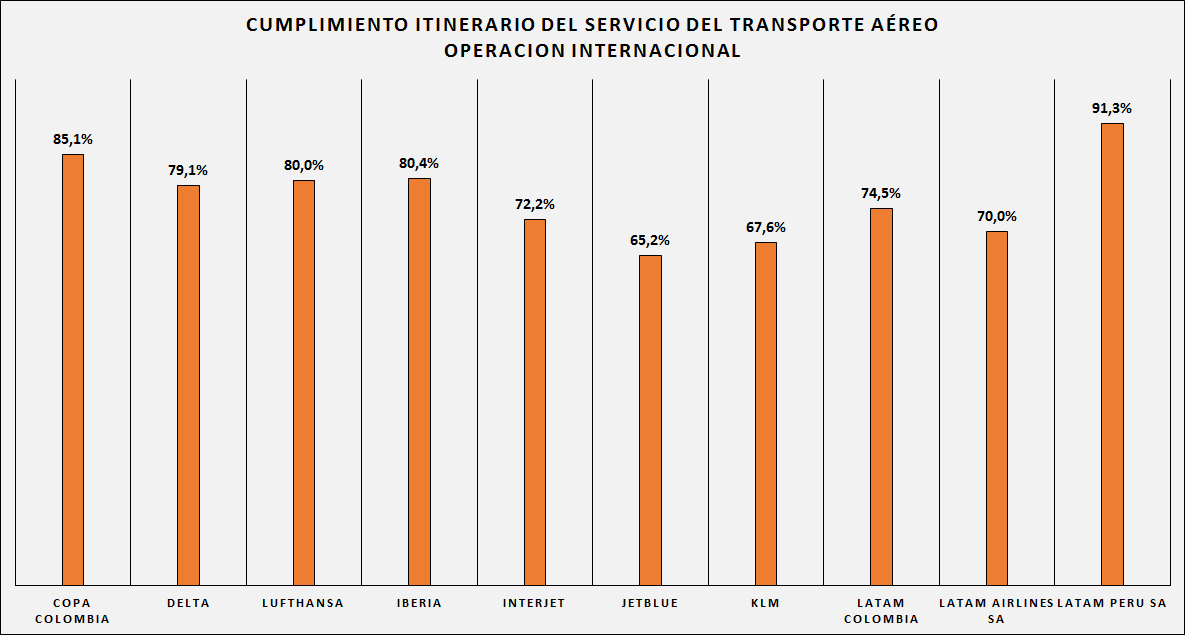 CUMPLIMIENTO ITINERARIO DEL SERVICIO DEL TRANSPORTE AÉREO
OPERACION INTERNACIONAL
85,1%
79,1%
80,0%
80,4%
72,2%
65,2%
67,6%
74,5%
70,0%
91,3%
COPA
COLOMBIA
DELTA
LUFTHANSA
IBERIA
INTERJET
JETBLUE
KLM
LATAM
COLOMBIA
LATAM AIRLINES
SA
LATAM PERU SA